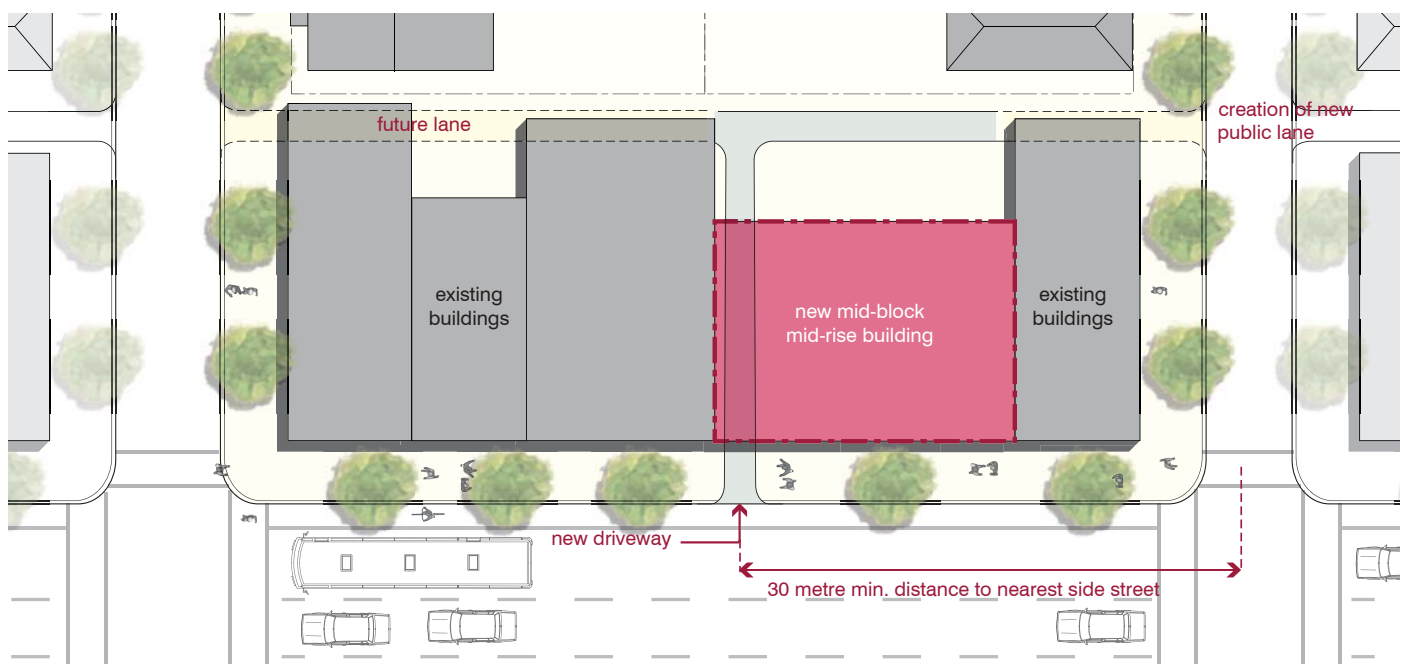 future lane
creation of new
public lane
existing
buildings
new mid-block
mid-rise building
existing
buildings
new driveway
30 metre min. distance to nearest side street